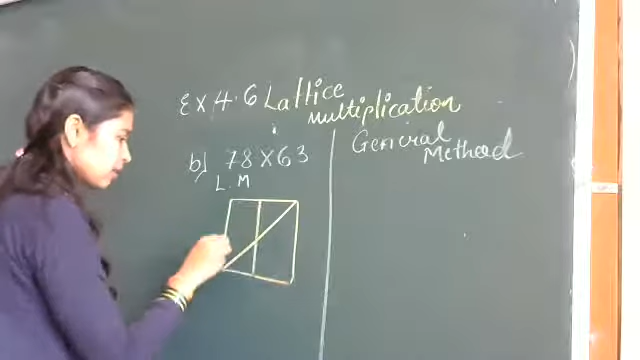 Ex 4.6 Lattice
multiplication
b) 78 X 63
L.M
General
Method